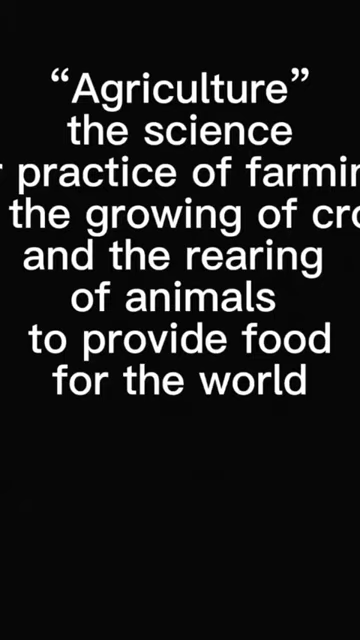 “Agriculture”
the science
practice of farmin
the growing of cro
and the rearing
of animals
to provide food
for the world